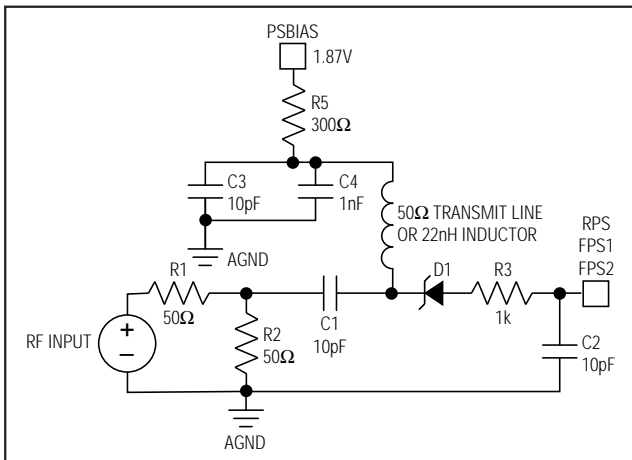 PSBIAS
1.87V
R5
300Ω
C3
10pF
C4
1nF
50Ω TRANSMIT LINE
OR 22nH INDUCTOR
RPS
FPS1
FPS2
AGND
R1
50Ω
D1
R3
1k
+
−
RF INPUT
R2
50Ω
C1
10pF
C2
10pF
AGND